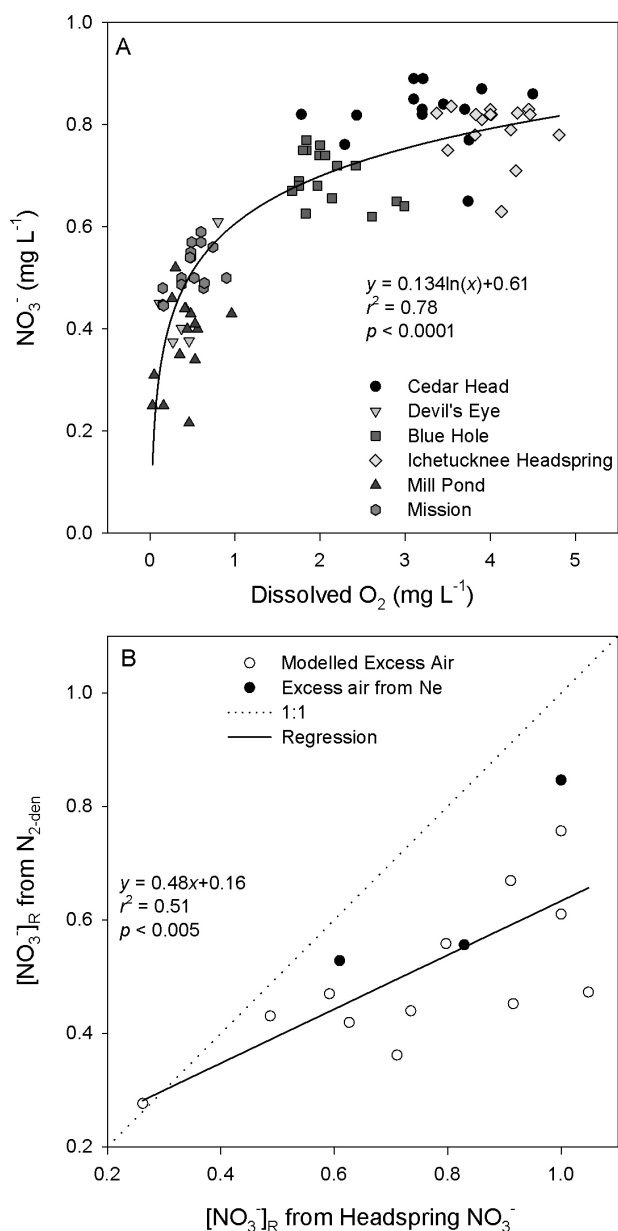 A
1.0
0.8
0.6
0.4
0.2
0.0
NO₃⁻ (mg L⁻¹)
y = 0.134ln(x)+0.61
r² = 0.78
p < 0.0001
Cedar Head
Devil's Eye
Blue Hole
Ichetucknee Headspring
Mill Pond
Mission
0 1 2 3 4 5
Dissolved O₂ (mg L⁻¹)
B
Modelled Excess Air
Excess air from Ne
1:1
Regression
1.0
0.8
0.6
0.4
0.2
[NO₃⁻]R from N₂₋den
y = 0.48x+0.16
r² = 0.51
p < 0.005
0.2 0.4 0.6 0.8 1.0
[NO₃⁻]R from Headspring NO₃⁻